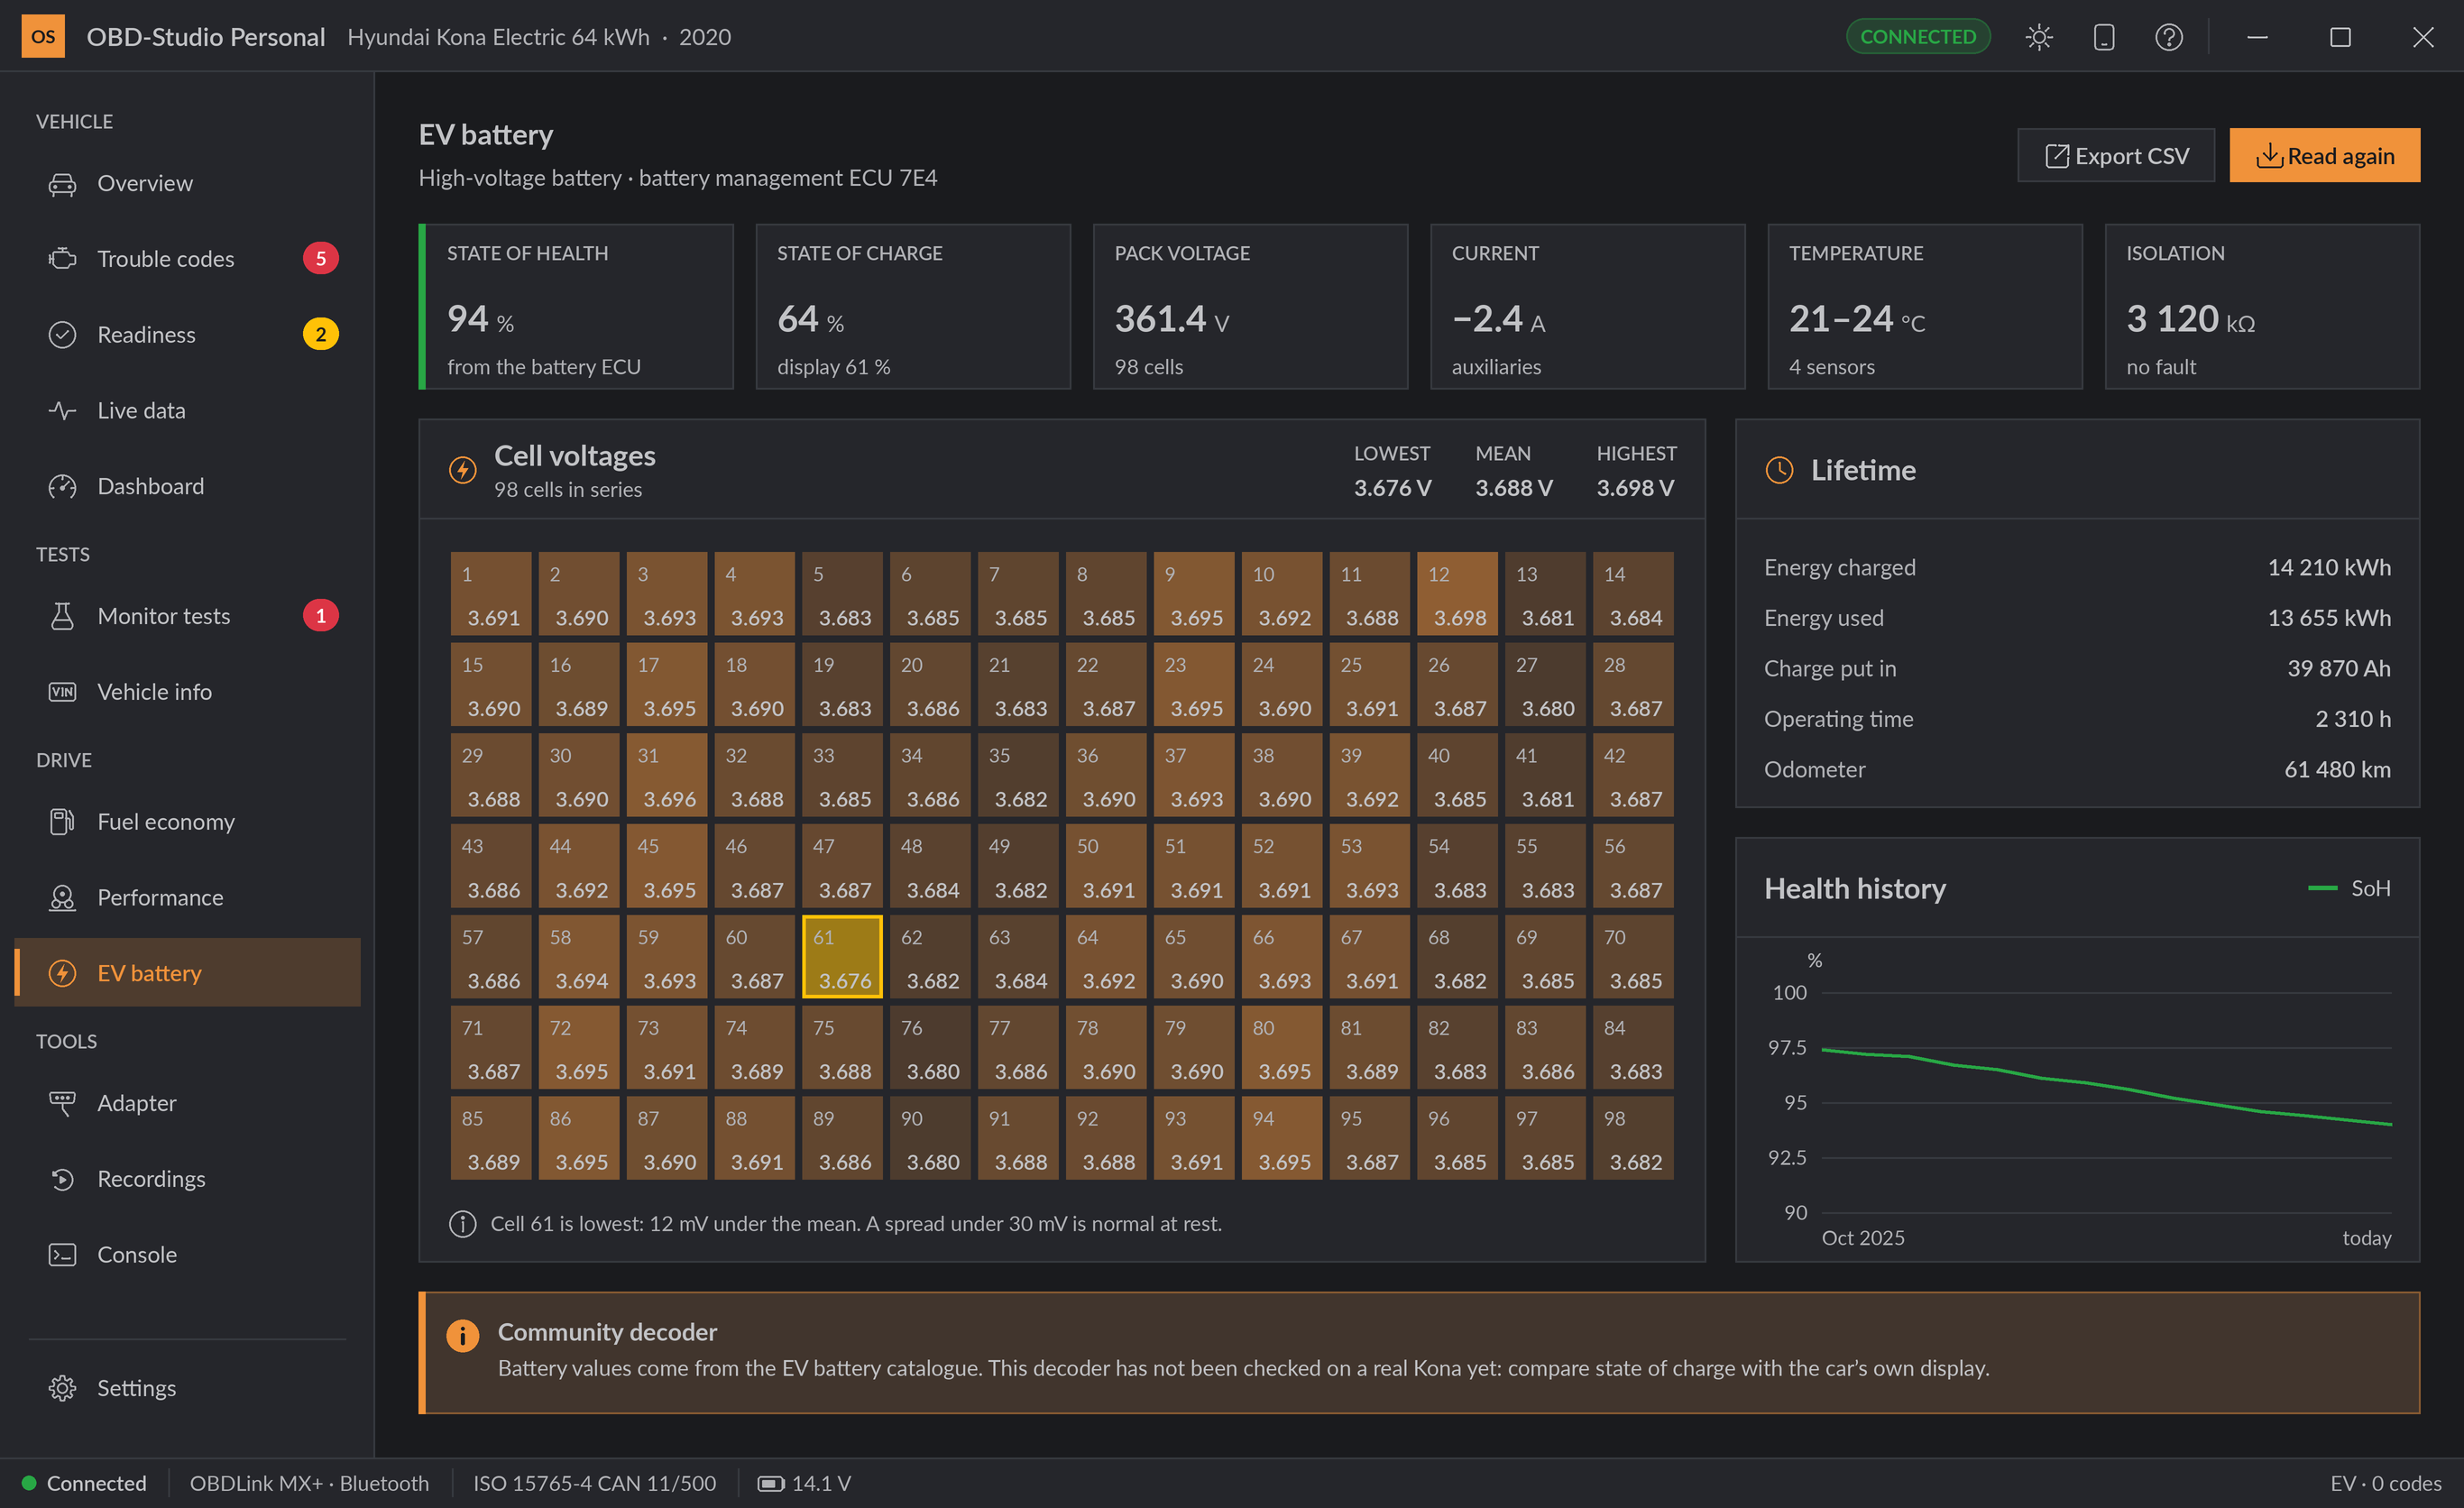 OS OBD-Studio Personal Hyundai Kona Electric 64 kWh · 2020 CONNECTED
VEHICLE
Overview
Trouble codes 5
Readiness 2
Live data
Dashboard
TESTS
Monitor tests 1
VIN Vehicle info
DRIVE
Fuel economy
Performance
EV battery
TOOLS
Adapter
Recordings
Console
Settings
EV battery
High-voltage battery · battery management ECU 7E4
Export CSV Read again
STATE OF HEALTH
94 %
from the battery ECU
STATE OF CHARGE
64 %
display 61 %
PACK VOLTAGE
361.4 V
98 cells
CURRENT
−2.4 A
auxiliaries
TEMPERATURE
21–24 °C
4 sensors
ISOLATION
3 120 kΩ
no fault
Cell voltages
98 cells in series
LOWEST MEAN HIGHEST
3.676 V 3.688 V 3.698 V
1 2 3 4 5 6 7 8 9 10 11 12 13 14
3.691 3.690 3.693 3.693 3.683 3.685 3.685 3.685 3.695 3.692 3.688 3.698 3.681 3.684
15 16 17 18 19 20 21 22 23 24 25 26 27 28
3.690 3.689 3.695 3.690 3.683 3.686 3.683 3.687 3.695 3.690 3.691 3.687 3.680 3.687
29 30 31 32 33 34 35 36 37 38 39 40 41 42
3.688 3.690 3.696 3.688 3.685 3.686 3.682 3.690 3.693 3.690 3.692 3.685 3.681 3.687
43 44 45 46 47 48 49 50 51 52 53 54 55 56
3.686 3.692 3.695 3.687 3.687 3.684 3.682 3.691 3.691 3.691 3.693 3.683 3.683 3.687
57 58 59 60 61 62 63 64 65 66 67 68 69 70
3.686 3.694 3.693 3.687 3.676 3.682 3.684 3.692 3.690 3.693 3.691 3.682 3.685 3.685
71 72 73 74 75 76 77 78 79 80 81 82 83 84
3.687 3.695 3.691 3.689 3.688 3.680 3.686 3.690 3.690 3.695 3.689 3.683 3.686 3.683
85 86 87 88 89 90 91 92 93 94 95 96 97 98
3.689 3.695 3.690 3.691 3.686 3.680 3.688 3.688 3.691 3.695 3.687 3.685 3.685 3.682
Cell 61 is lowest: 12 mV under the mean. A spread under 30 mV is normal at rest.
Lifetime
Energy charged 14 210 kWh
Energy used 13 655 kWh
Charge put in 39 870 Ah
Operating time 2 310 h
Odometer 61 480 km
Health history SoH
%
100
97.5
95
92.5
90
Oct 2025 today
Community decoder
Battery values come from the EV battery catalogue. This decoder has not been checked on a real Kona yet: compare state of charge with the car’s own display.
Connected OBDLink MX+ · Bluetooth ISO 15765-4 CAN 11/500 14.1 V EV · 0 codes